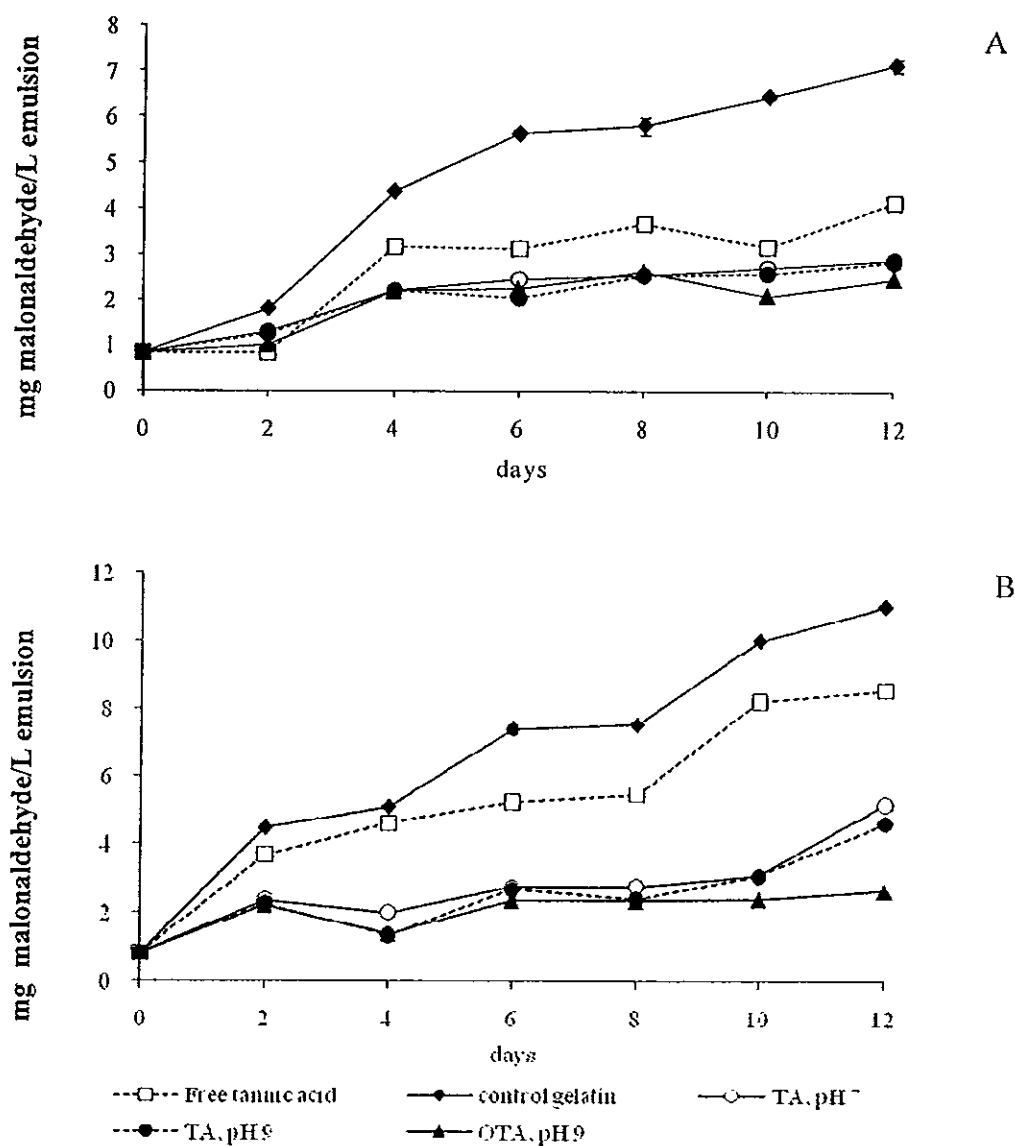 A
mg malonaldehyde/L emulsion
8
7
6
5
4
3
2
1
0
0 2 4 6 8 10 12
days
B
mg malonaldehyde/L emulsion
12
10
8
6
4
2
0
0 2 4 6 8 10 12
days
Free tannic acid control gelatin TA, pH
TA, pH 9 OTA, pH 9